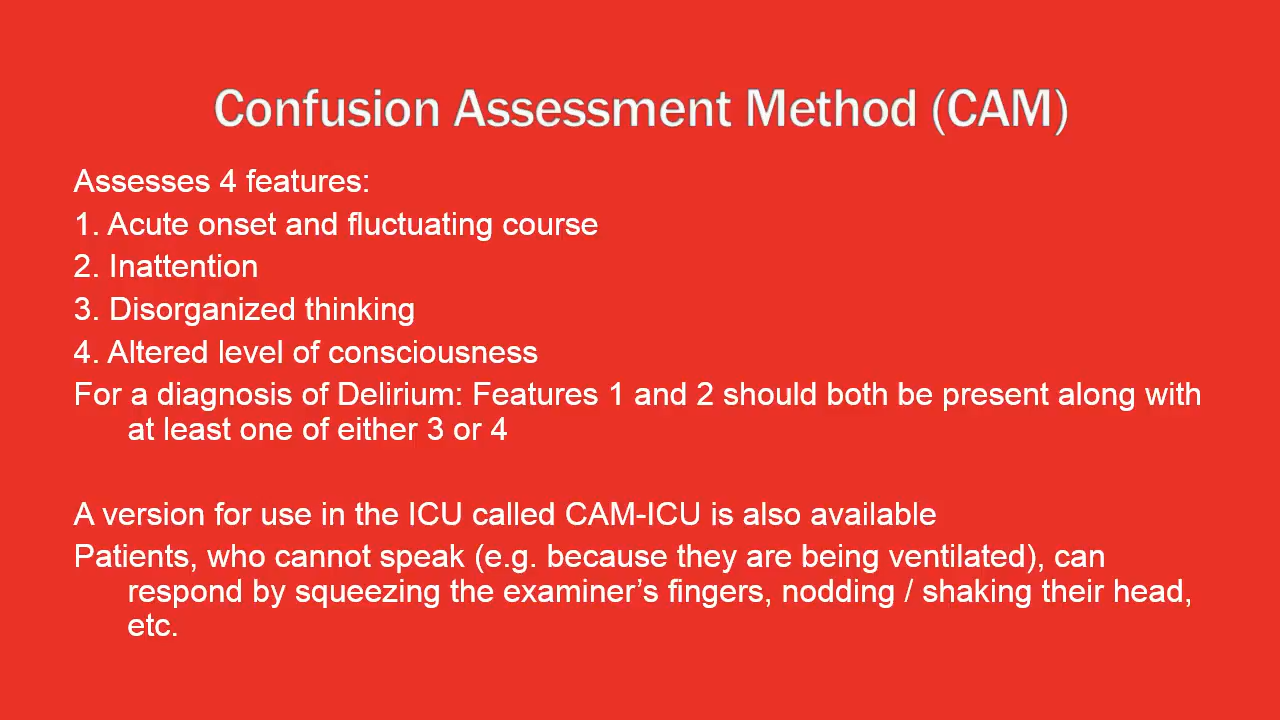 Confusion Assessment Method (CAM)
Assesses 4 features:
1. Acute onset and fluctuating course
2. Inattention
3. Disorganized thinking
4. Altered level of consciousness
For a diagnosis of Delirium: Features 1 and 2 should both be present along with
at least one of either 3 or 4
A version for use in the ICU called CAM-ICU is also available
Patients, who cannot speak (e.g. because they are being ventilated), can
respond by squeezing the examiner’s fingers, nodding / shaking their head,
etc.